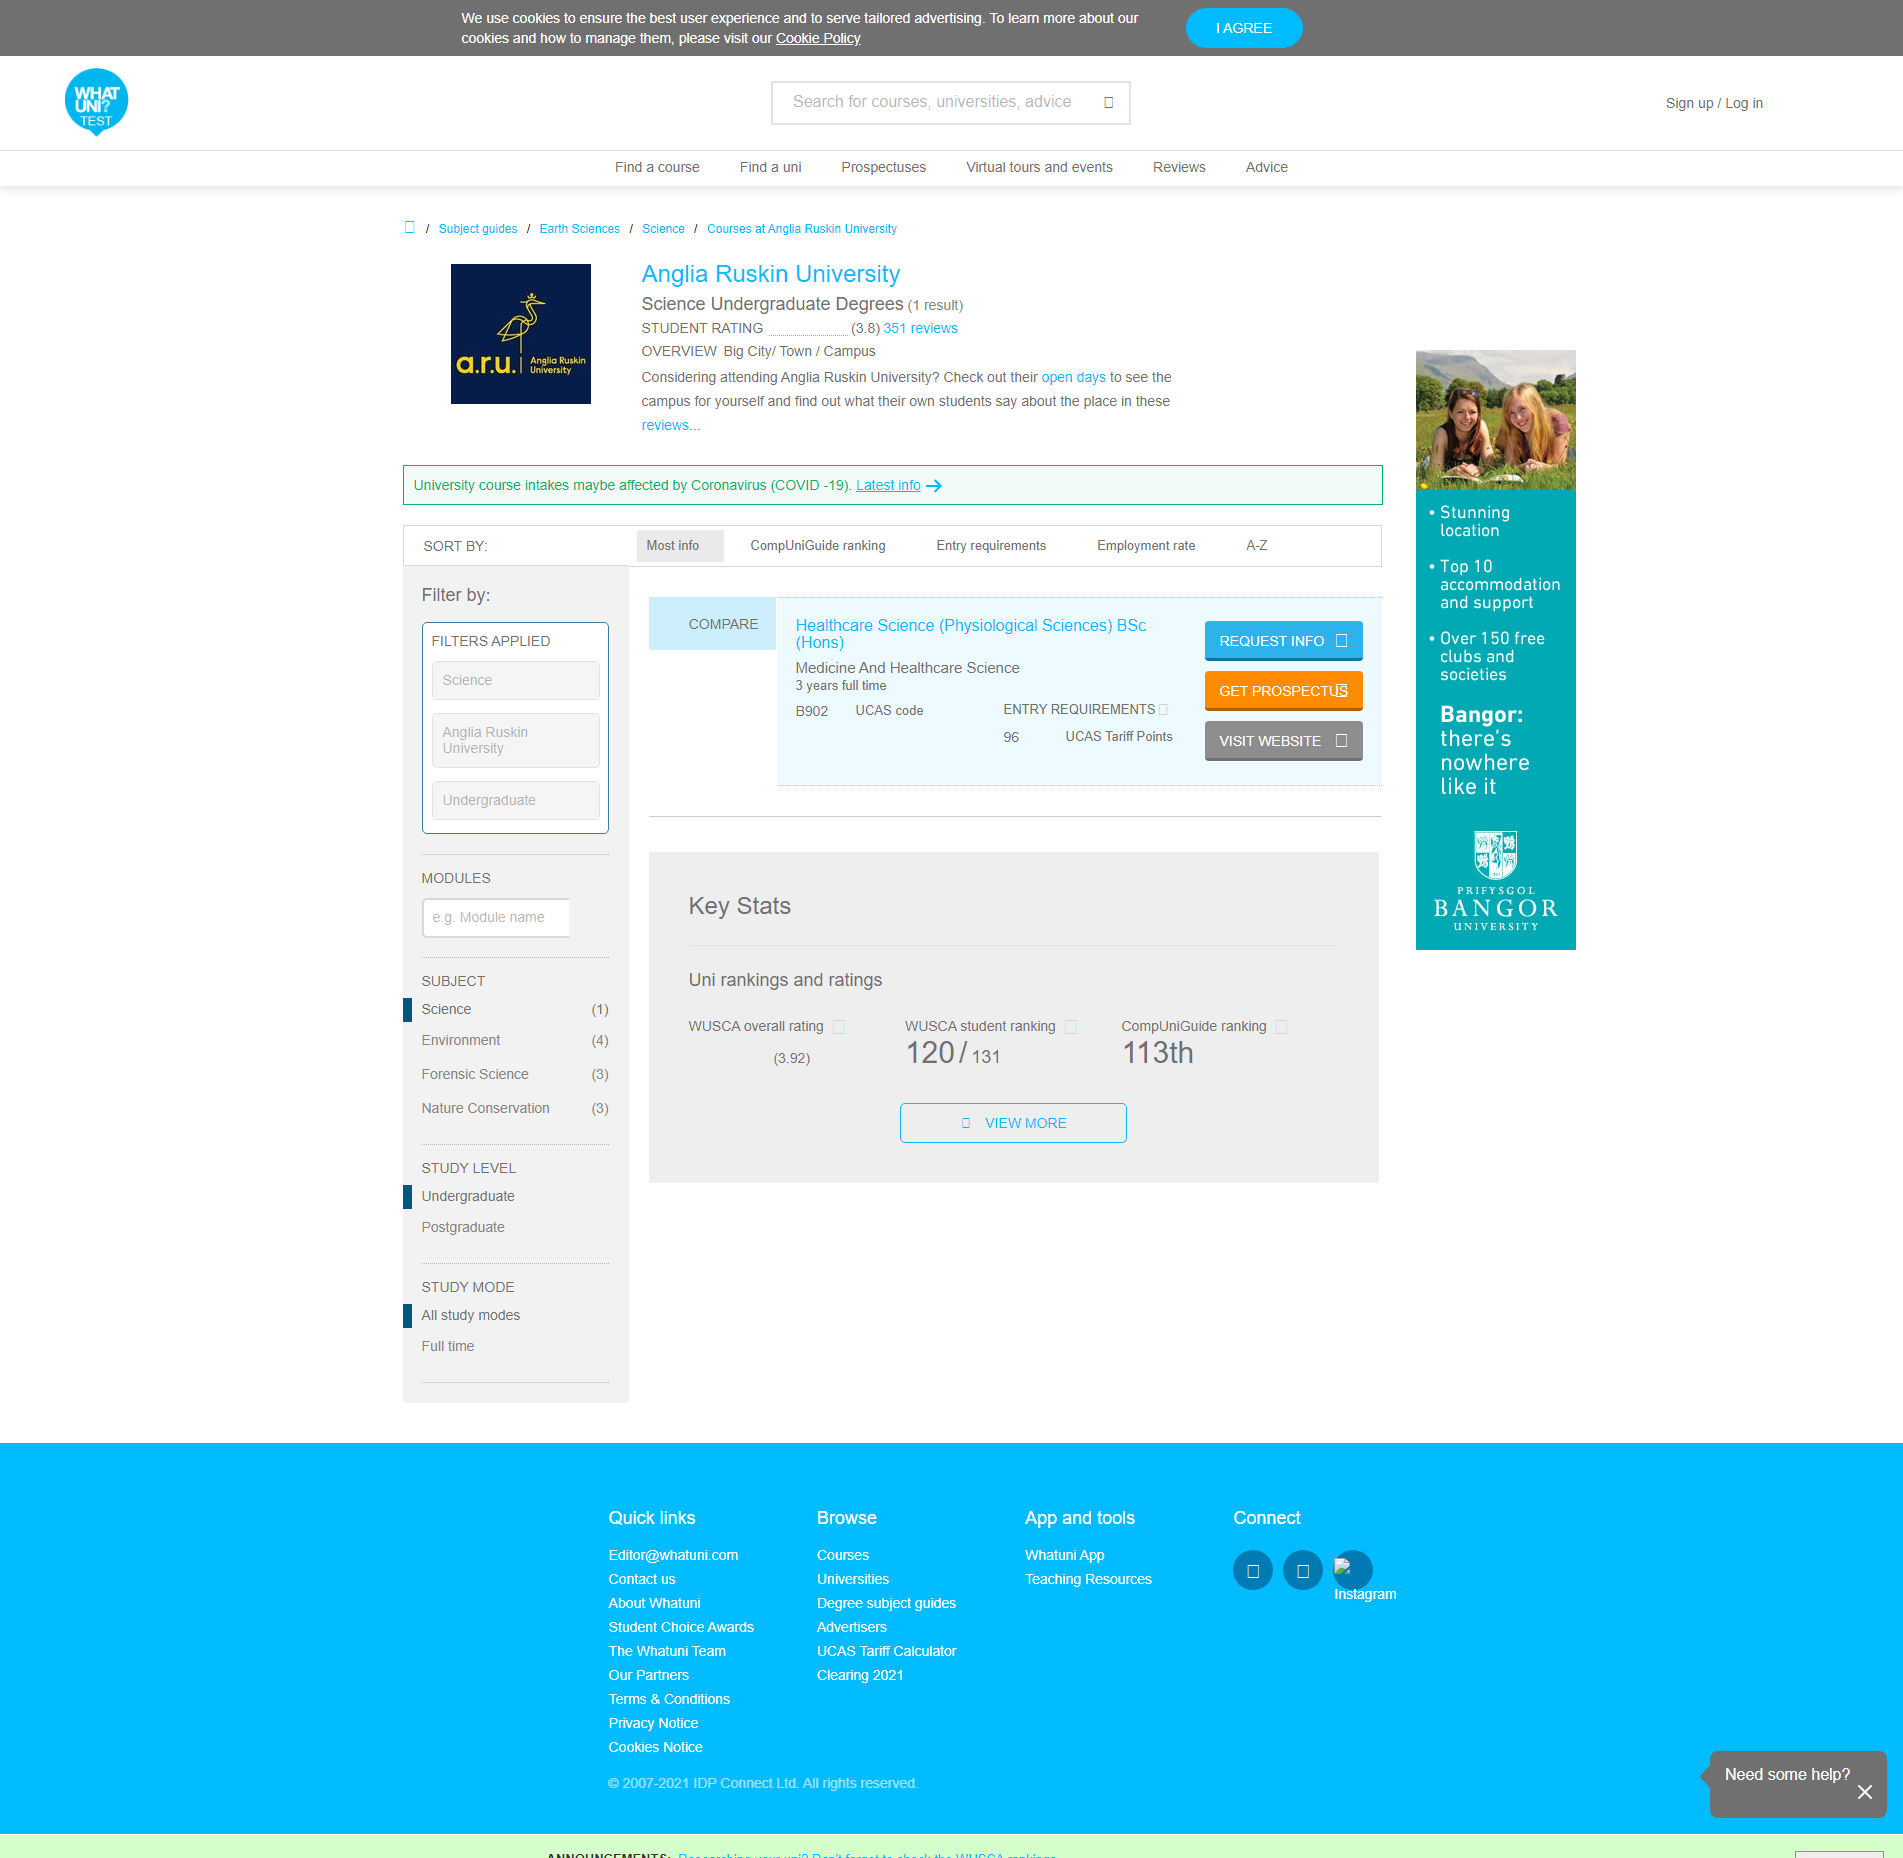 We use cookies to ensure the best user experience and to serve tailored advertising. To learn more about our
cookies and how to manage them, please visit our Cookie Policy
I AGREE
WHAT
UNI?
TEST
Search for courses, universities, advice
Sign up / Log in
Find a course
Find a uni
Prospectuses
Virtual tours and events
Reviews
Advice
/ Subject guides / Earth Sciences / Science / Courses at Anglia Ruskin University
a.r.u. Anglia Ruskin
University
Anglia Ruskin University
Science Undergraduate Degrees (1 result)
STUDENT RATING (3.8) 351 reviews
OVERVIEW Big City/ Town / Campus
Considering attending Anglia Ruskin University? Check out their open days to see the
campus for yourself and find out what their own students say about the place in these
reviews...
University course intakes maybe affected by Coronavirus (COVID -19). Latest info
SORT BY:
Most info
CompUniGuide ranking
Entry requirements
Employment rate
A-Z
Filter by:
FILTERS APPLIED
Science
Anglia Ruskin
University
Undergraduate
MODULES
e.g. Module name
SUBJECT
Science (1)
Environment (4)
Forensic Science (3)
Nature Conservation (3)
STUDY LEVEL
Undergraduate
Postgraduate
STUDY MODE
All study modes
Full time
COMPARE
Healthcare Science (Physiological Sciences) BSc
(Hons)
Medicine And Healthcare Science
3 years full time
B902 UCAS code
ENTRY REQUIREMENTS
96 UCAS Tariff Points
REQUEST INFO
GET PROSPECTUS
VISIT WEBSITE
Key Stats
Uni rankings and ratings
WUSCA overall rating
(3.92)
WUSCA student ranking
120 / 131
CompUniGuide ranking
113th
VIEW MORE
• Stunning
location
• Top 10
accommodation
and support
• Over 150 free
clubs and
societies
Bangor:
there's
nowhere
like it
PRIFYSGOL
BANGOR
UNIVERSITY
Quick links
Editor@whatuni.com
Contact us
About Whatuni
Student Choice Awards
The Whatuni Team
Our Partners
Terms & Conditions
Privacy Notice
Cookies Notice
Browse
Courses
Universities
Degree subject guides
Advertisers
UCAS Tariff Calculator
Clearing 2021
App and tools
Whatuni App
Teaching Resources
Connect
Instagram
© 2007-2021 IDP Connect Ltd. All rights reserved.
Need some help?
ANNOUNCEMENTS: Researching your uni? Don't forget to check the WUSCA rankings